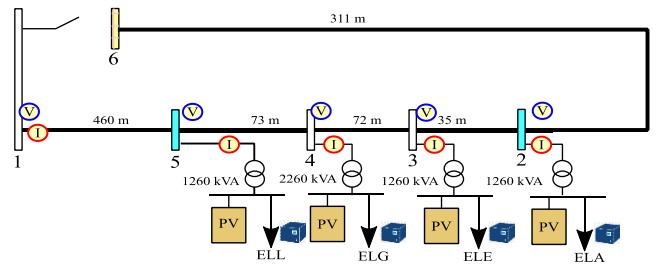 311 m
6
V
V
V
V
V
I
460 m
73 m
72 m
35 m
1
5
I
4
I
3
I
2
I
1260 kVA
2260 kVA
1260 kVA
1260 kVA
PV
PV
PV
PV
ELL
ELG
ELE
ELA